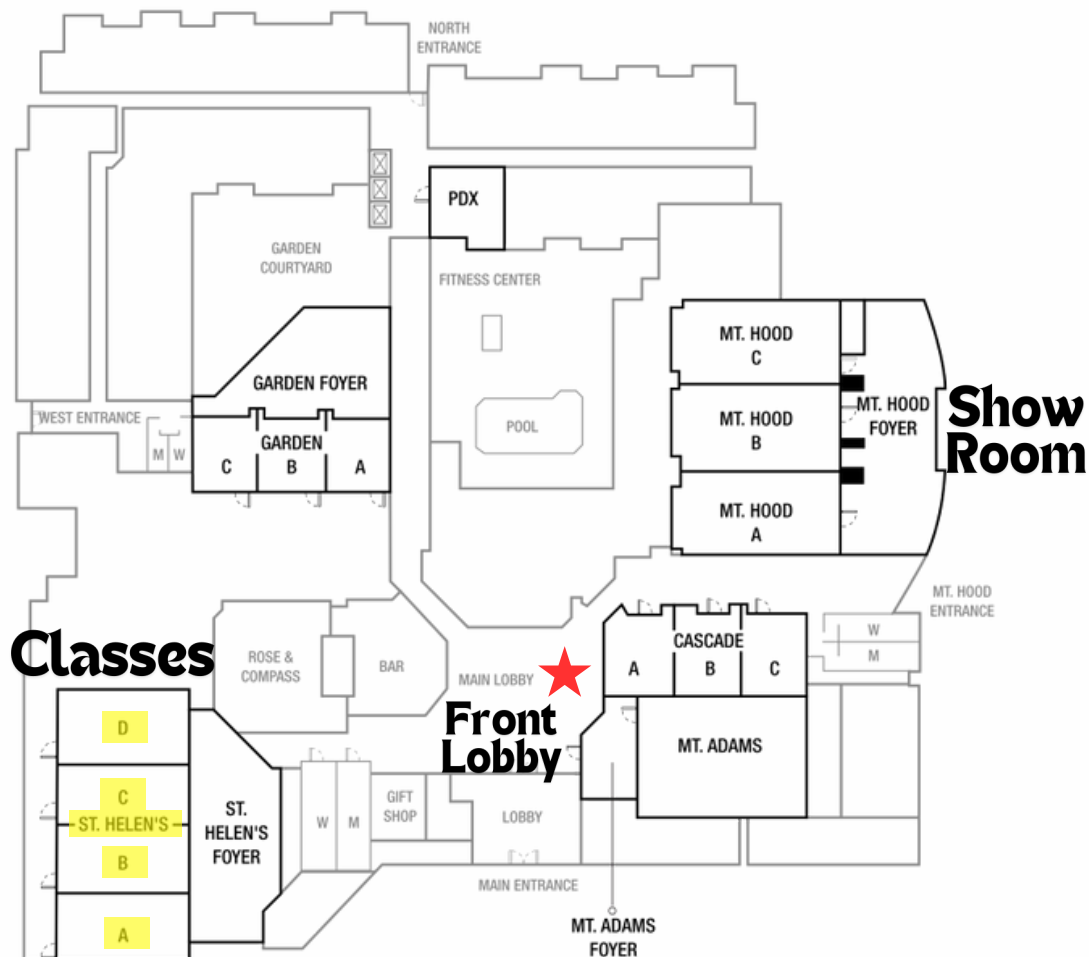 NORTH
ENTRANCE
PDX
GARDEN
COURTYARD
FITNESS CENTER
MT. HOOD
C
GARDEN FOYER
MT. HOOD
B
MT. HOOD
FOYER
Show
Room
WEST ENTRANCE
M W
GARDEN
C B A
POOL
MT. HOOD
A
MT. HOOD
ENTRANCE
Classes
ROSE &
COMPASS
BAR
MAIN LOBBY
CASCADE
A B C
W
M
Front
Lobby
MT. ADAMS
D
C
ST. HELEN'S
B
A
ST.
HELEN'S
FOYER
W M
GIFT
SHOP
LOBBY
MAIN ENTRANCE
MT. ADAMS
FOYER